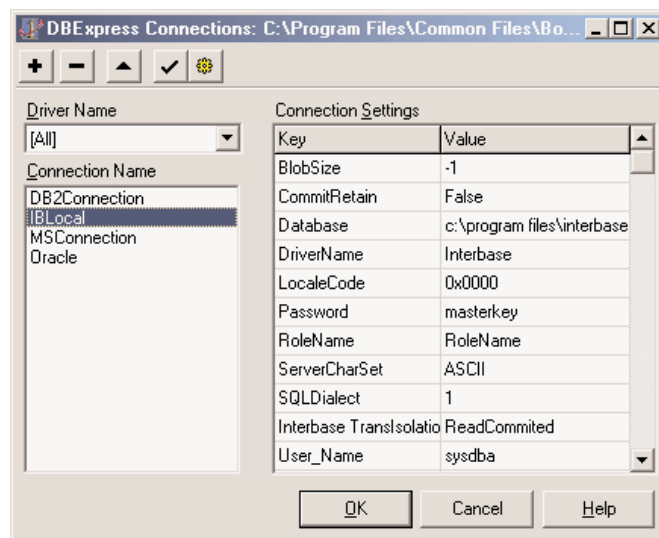 DBExpress Connections: C:\Program Files\Common Files\Bo...
Driver Name
[All]
Connection Name
DB2Connection
IBLocal
MSConnection
Oracle
Connection Settings
Key Value
BlobSize -1
CommitRetain False
Database c:\program files\interbase
DriverName Interbase
LocaleCode 0x0000
Password masterkey
RoleName RoleName
ServerCharSet ASCII
SQLDialect 1
Interbase TransIsolatio ReadCommited
User_Name sysdba
OK Cancel Help